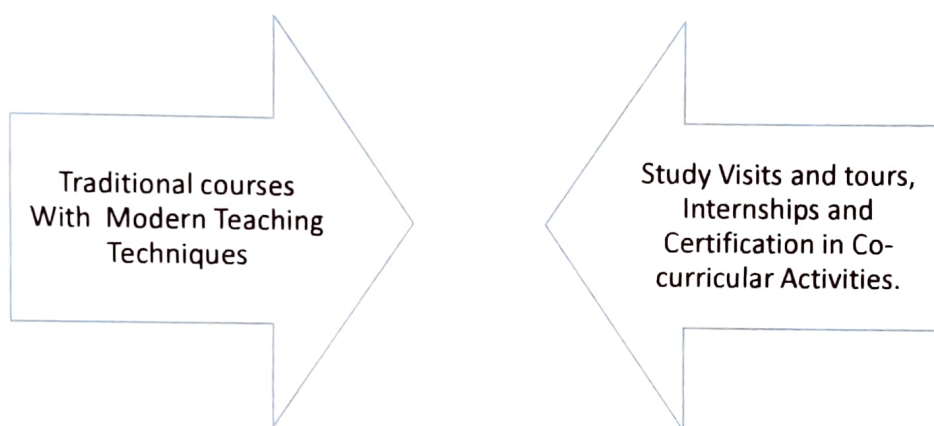 Traditional courses
With Modern Teaching
Techniques
Study Visits and tours,
Internships and
Certification in Co-
curricular Activities.